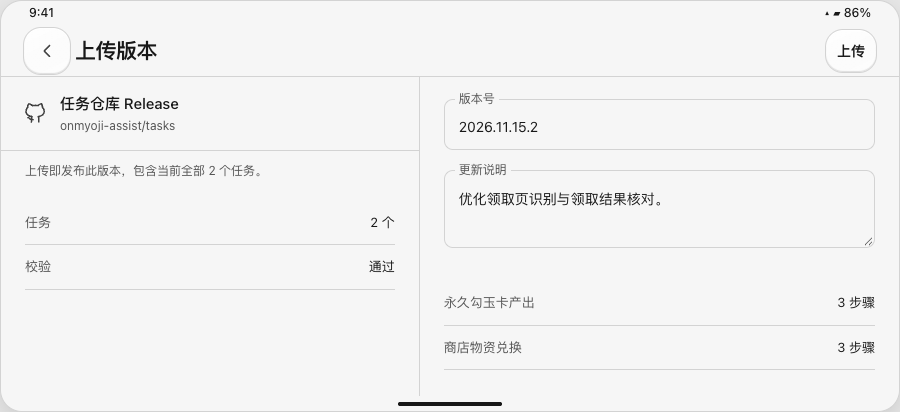 9:41
86%
上传版本
上传
任务仓库 Release
onmyoji-assist/tasks
上传即发布此版本，包含当前全部 2 个任务。
任务
2 个
校验
通过
版本号
2026.11.15.2
更新说明
优化领取页识别与领取结果核对。
永久勾玉卡产出
3 步骤
商店物资兑换
3 步骤